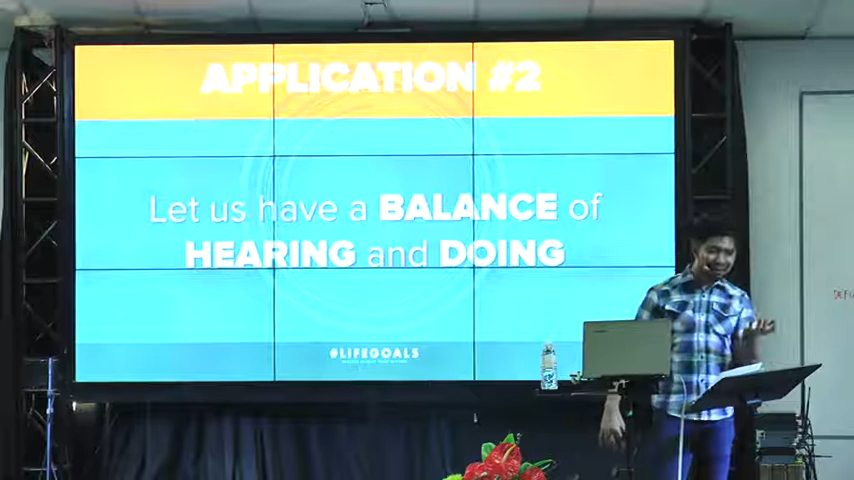 APPLICATION #2
Let us have a BALANCE of
HEARING and DOING
#LIFEGOALS